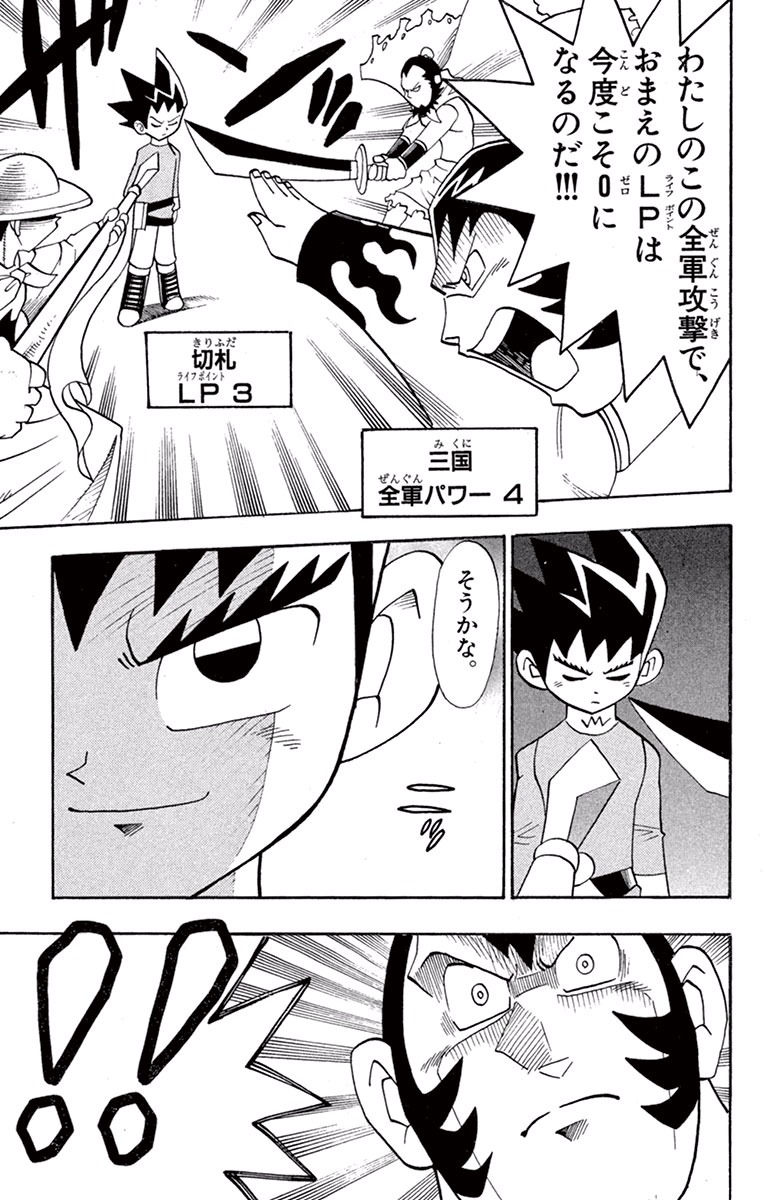 わたしのこの全軍攻撃で、
おまえのLPは
今度こそ0に
なるのだ!!!
切札
LP 3
三国
全軍パワー 4
そうかな。
ニッ
!!